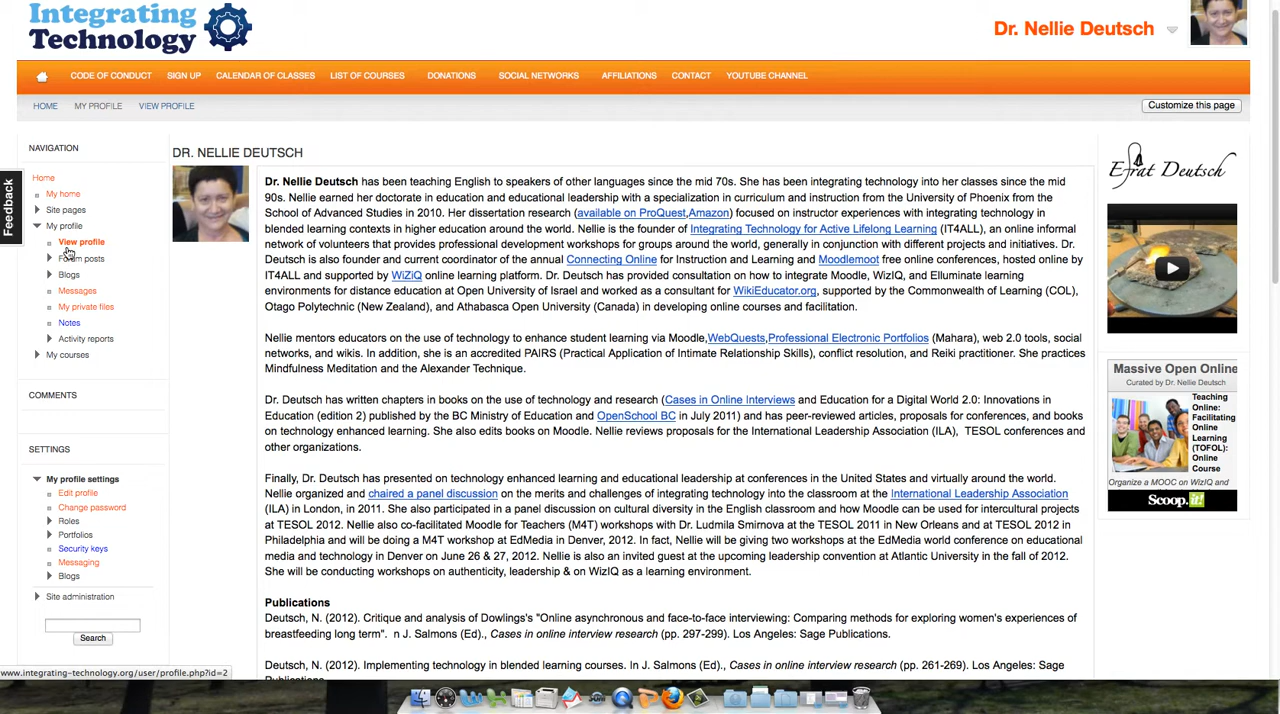 Integrating
Technology
Dr. Nellie Deutsch
CODE OF CONDUCT SIGN UP CALENDAR OF CLASSES LIST OF COURSES DONATIONS SOCIAL NETWORKS AFFILIATIONS CONTACT YOUTUBE CHANNEL
HOME MY PROFILE VIEW PROFILE
Customize this page
Feedback
NAVIGATION
Home
My home
Site pages
My profile
View profile
Forum posts
Blogs
Messages
My private files
Notes
Activity reports
My courses
COMMENTS
SETTINGS
My profile settings
Edit profile
Change password
Roles
Portfolios
Security keys
Messaging
Blogs
Site administration
Search
www.integrating-technology.org/user/profile.php?id=2
DR. NELLIE DEUTSCH
Dr. Nellie Deutsch has been teaching English to speakers of other languages since the mid 70s. She has been integrating technology into her classes since the mid
90s. Nellie earned her doctorate in education and educational leadership with a specialization in curriculum and instruction from the University of Phoenix from the
School of Advanced Studies in 2010. Her dissertation research (available on ProQuest,Amazon) focused on instructor experiences with integrating technology in
blended learning contexts in higher education around the world. Nellie is the founder of Integrating Technology for Active Lifelong Learning (IT4ALL), an online informal
network of volunteers that provides professional development workshops for groups around the world, generally in conjunction with different projects and initiatives. Dr.
Deutsch is also founder and current coordinator of the annual Connecting Online for Instruction and Learning and Moodlemoot free online conferences, hosted online by
IT4ALL and supported by WiZiQ online learning platform. Dr. Deutsch has provided consultation on how to integrate Moodle, WizIQ, and Elluminate learning
environments for distance education at Open University of Israel and worked as a consultant for WikiEducator.org, supported by the Commonwealth of Learning (COL),
Otago Polytechnic (New Zealand), and Athabasca Open University (Canada) in developing online courses and facilitation.
Nellie mentors educators on the use of technology to enhance student learning via Moodle,WebQuests,Professional Electronic Portfolios (Mahara), web 2.0 tools, social
networks, and wikis. In addition, she is an accredited PAIRS (Practical Application of Intimate Relationship Skills), conflict resolution, and Reiki practitioner. She practices
Mindfulness Meditation and the Alexander Technique.
Dr. Deutsch has written chapters in books on the use of technology and research (Cases in Online Interviews and Education for a Digital World 2.0: Innovations in
Education (edition 2) published by the BC Ministry of Education and OpenSchool BC in July 2011) and has peer-reviewed articles, proposals for conferences, and books
on technology enhanced learning. She also edits books on Moodle. Nellie reviews proposals for the International Leadership Association (ILA),  TESOL conferences and
other organizations.
Finally, Dr. Deutsch has presented on technology enhanced learning and educational leadership at conferences in the United States and virtually around the world.
Nellie organized and chaired a panel discussion on the merits and challenges of integrating technology into the classroom at the International Leadership Association
(ILA) in London, in 2011. She also participated in a panel discussion on cultural diversity in the English classroom and how Moodle can be used for intercultural projects
at TESOL 2012. Nellie also co-facilitated Moodle for Teachers (M4T) workshops with Dr. Ludmila Smirnova at the TESOL 2011 in New Orleans and at TESOL 2012 in
Philadelphia and will be doing a M4T workshop at EdMedia in Denver, 2012. In fact, Nellie will be giving two workshops at the EdMedia world conference on educational
media and technology in Denver on June 26 & 27, 2012. Nellie is also an invited guest at the upcoming leadership convention at Atlantic University in the fall of 2012.
She will be conducting workshops on authenticity, leadership & on WizIQ as a learning environment.
Publications
Deutsch, N. (2012). Critique and analysis of Dowlings's "Online asynchronous and face-to-face interviewing: Comparing methods for exploring women's experiences of
breastfeeding long term". n J. Salmons (Ed)., Cases in online interview research (pp. 297-299). Los Angeles: Sage Publications.
Deutsch, N. (2012). Implementing technology in blended learning courses. In J. Salmons (Ed)., Cases in online interview research (pp. 261-269). Los Angeles: Sage
Publications.
Efrat Deutsch
Massive Open Online
Curated by Dr. Nellie Deutsch
Teaching
Online:
Facilitating
Online
Learning
(TOFOL):
Online
Course
Organize a MOOC on WizIQ and
Scoop.it!